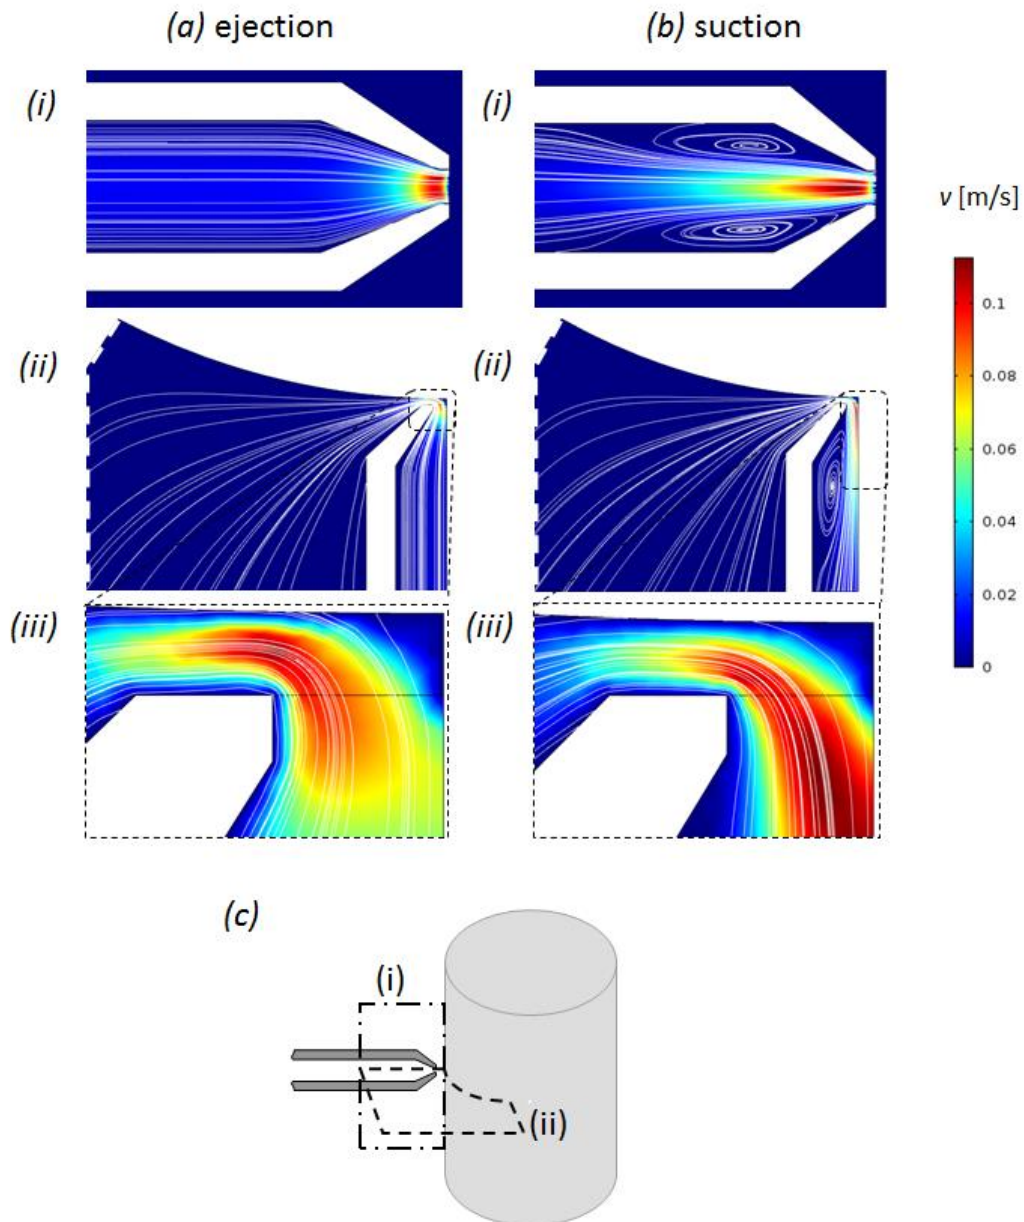 (a) ejection
(b) suction
(i)
(i)
v [m/s]
0.1
0.08
0.06
0.04
0.02
0
(ii)
(ii)
(iii)
(iii)
(c)
(i)
(ii)